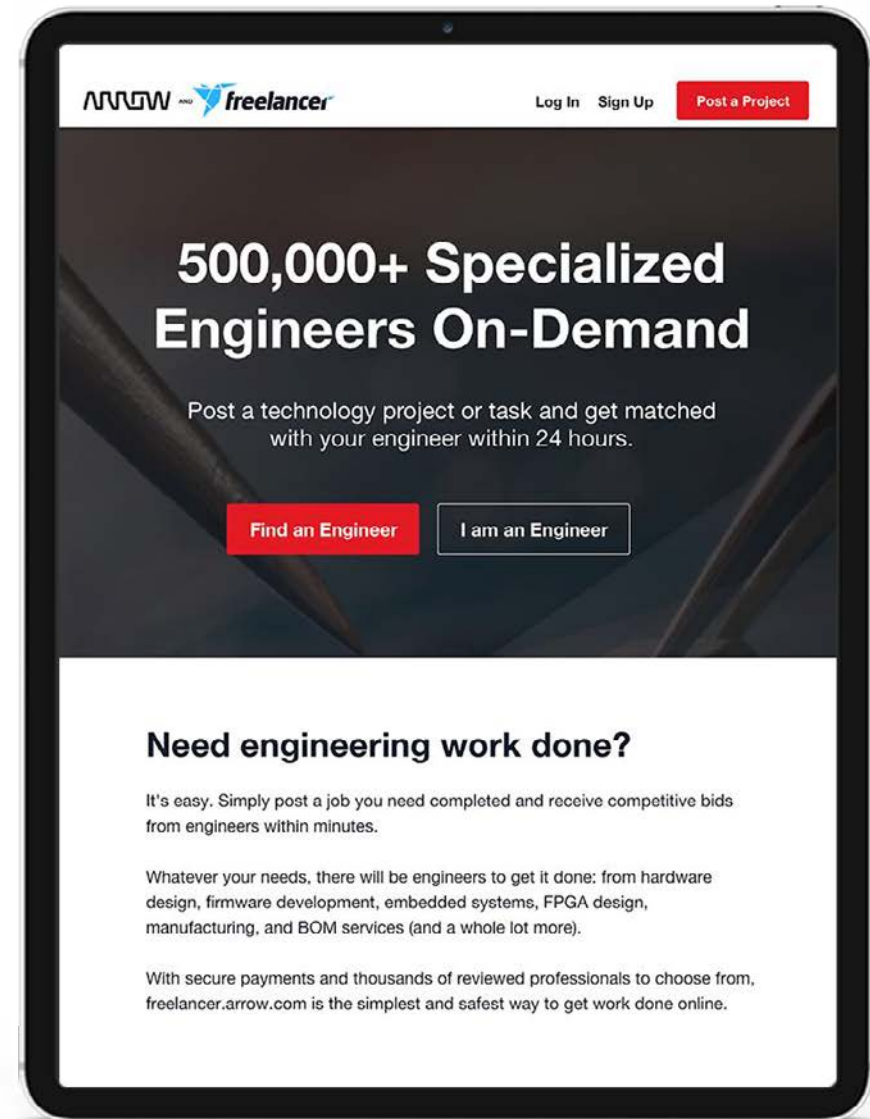 ARROW AND freelancer
Log In Sign Up Post a Project
500,000+ Specialized
Engineers On-Demand
Post a technology project or task and get matched
with your engineer within 24 hours.
Find an Engineer I am an Engineer
Need engineering work done?
It's easy. Simply post a job you need completed and receive competitive bids
from engineers within minutes.
Whatever your needs, there will be engineers to get it done: from hardware
design, firmware development, embedded systems, FPGA design,
manufacturing, and BOM services (and a whole lot more).
With secure payments and thousands of reviewed professionals to choose from,
freelancer.arrow.com is the simplest and safest way to get work done online.